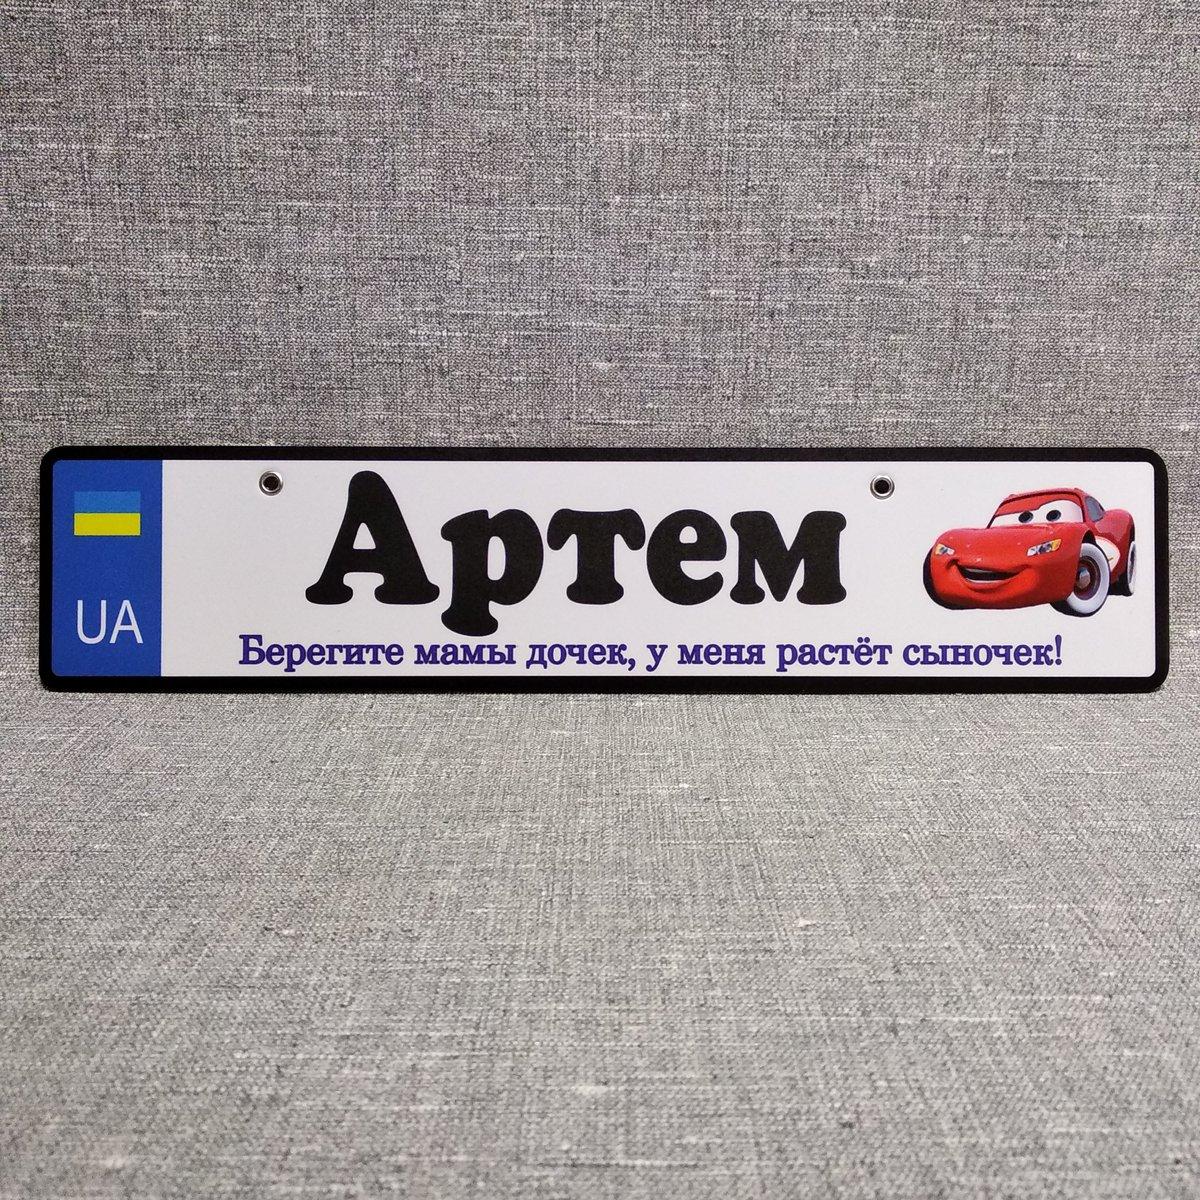 UA
Артем
Берегите мамы дочек, у меня растёт сыночек!